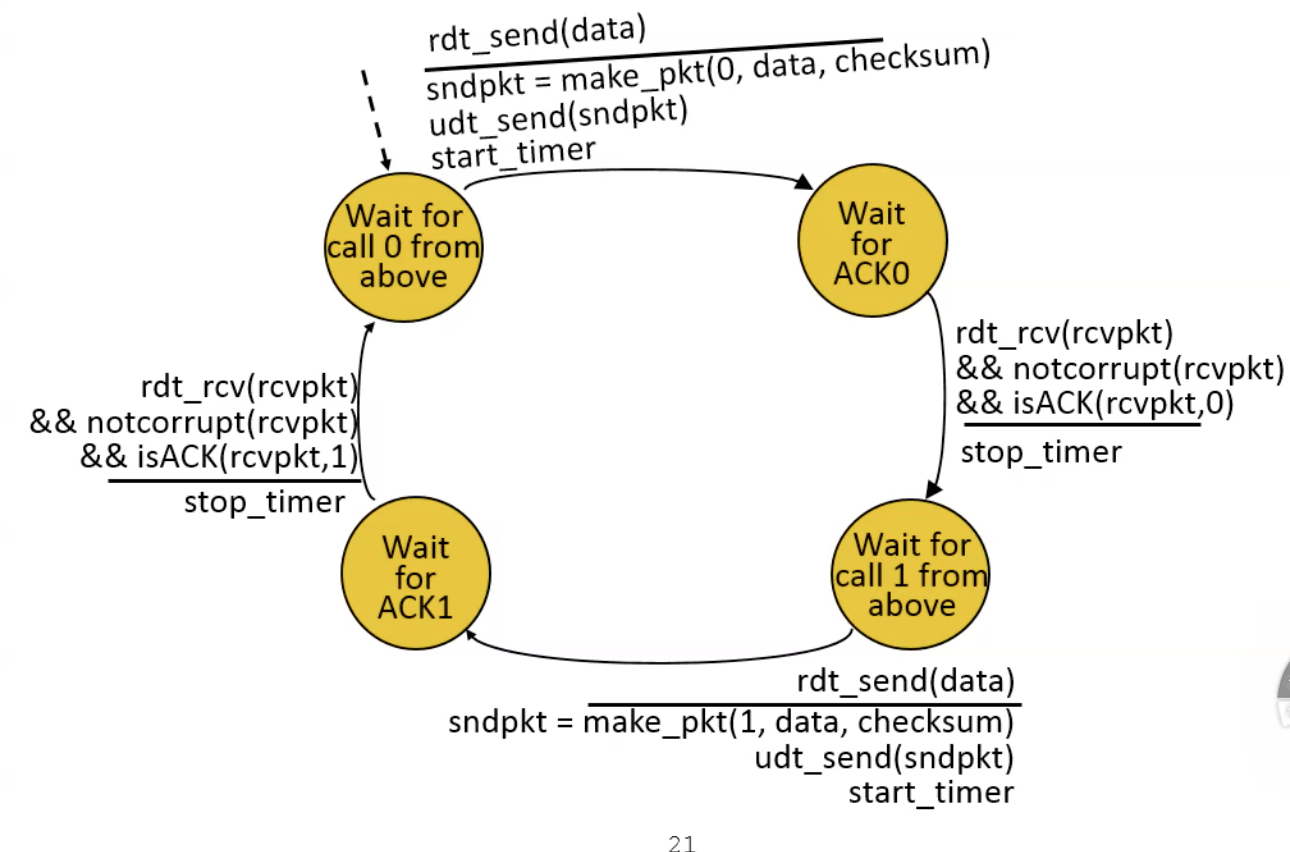 rdt_send(data)
sndpkt = make_pkt(0, data, checksum)
udt_send(sndpkt)
start_timer
Wait for
call 0 from
above
Wait
for
ACK0
rdt_rcv(rcvpkt)
&& notcorrupt(rcvpkt)
&& isACK(rcvpkt,0)
stop_timer
rdt_rcv(rcvpkt)
&& notcorrupt(rcvpkt)
&& isACK(rcvpkt,1)
stop_timer
Wait
for
ACK1
Wait for
call 1 from
above
rdt_send(data)
sndpkt = make_pkt(1, data, checksum)
udt_send(sndpkt)
start_timer
21